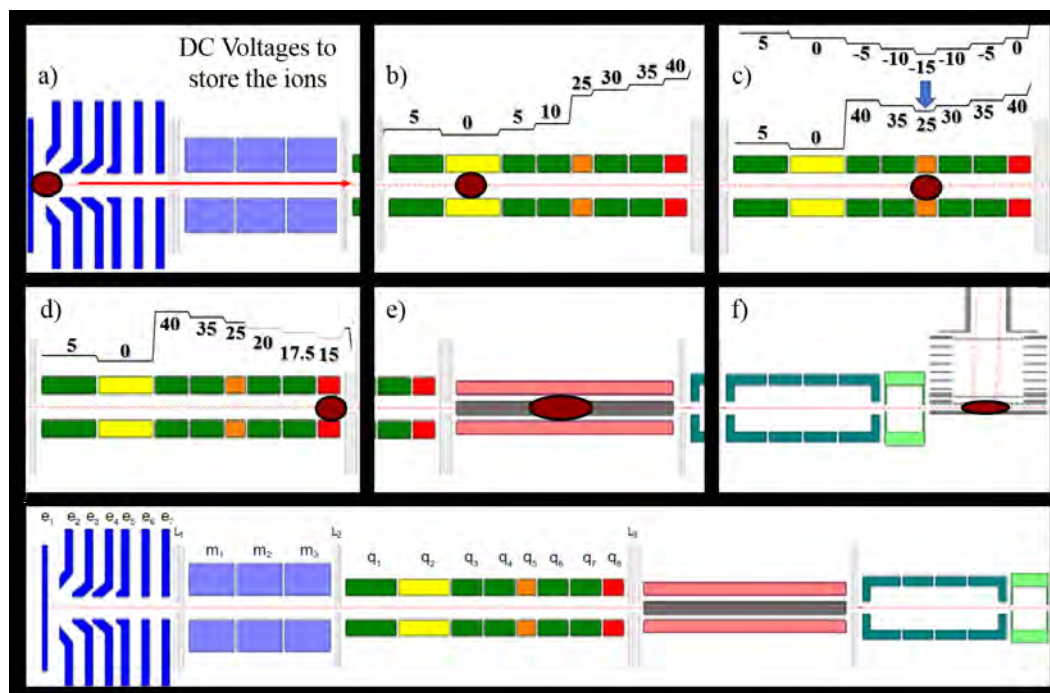 a)
DC Voltages to
store the ions
b)
5 0 5 10 25 30 35 40
c)
5 0 -5 -10 -15 -10 -5 0
5 0 40 35 25 30 35 40
d)
5 0 40 35 25 20 17.5 15
e)
f)
e₁ e₂ e₃ e₄ e₅ e₆ e₇ L₁ m₁ m₂ m₃ L₂ q₁ q₂ q₃ q₄ q₅ q₆ q₇ q₈ L₃